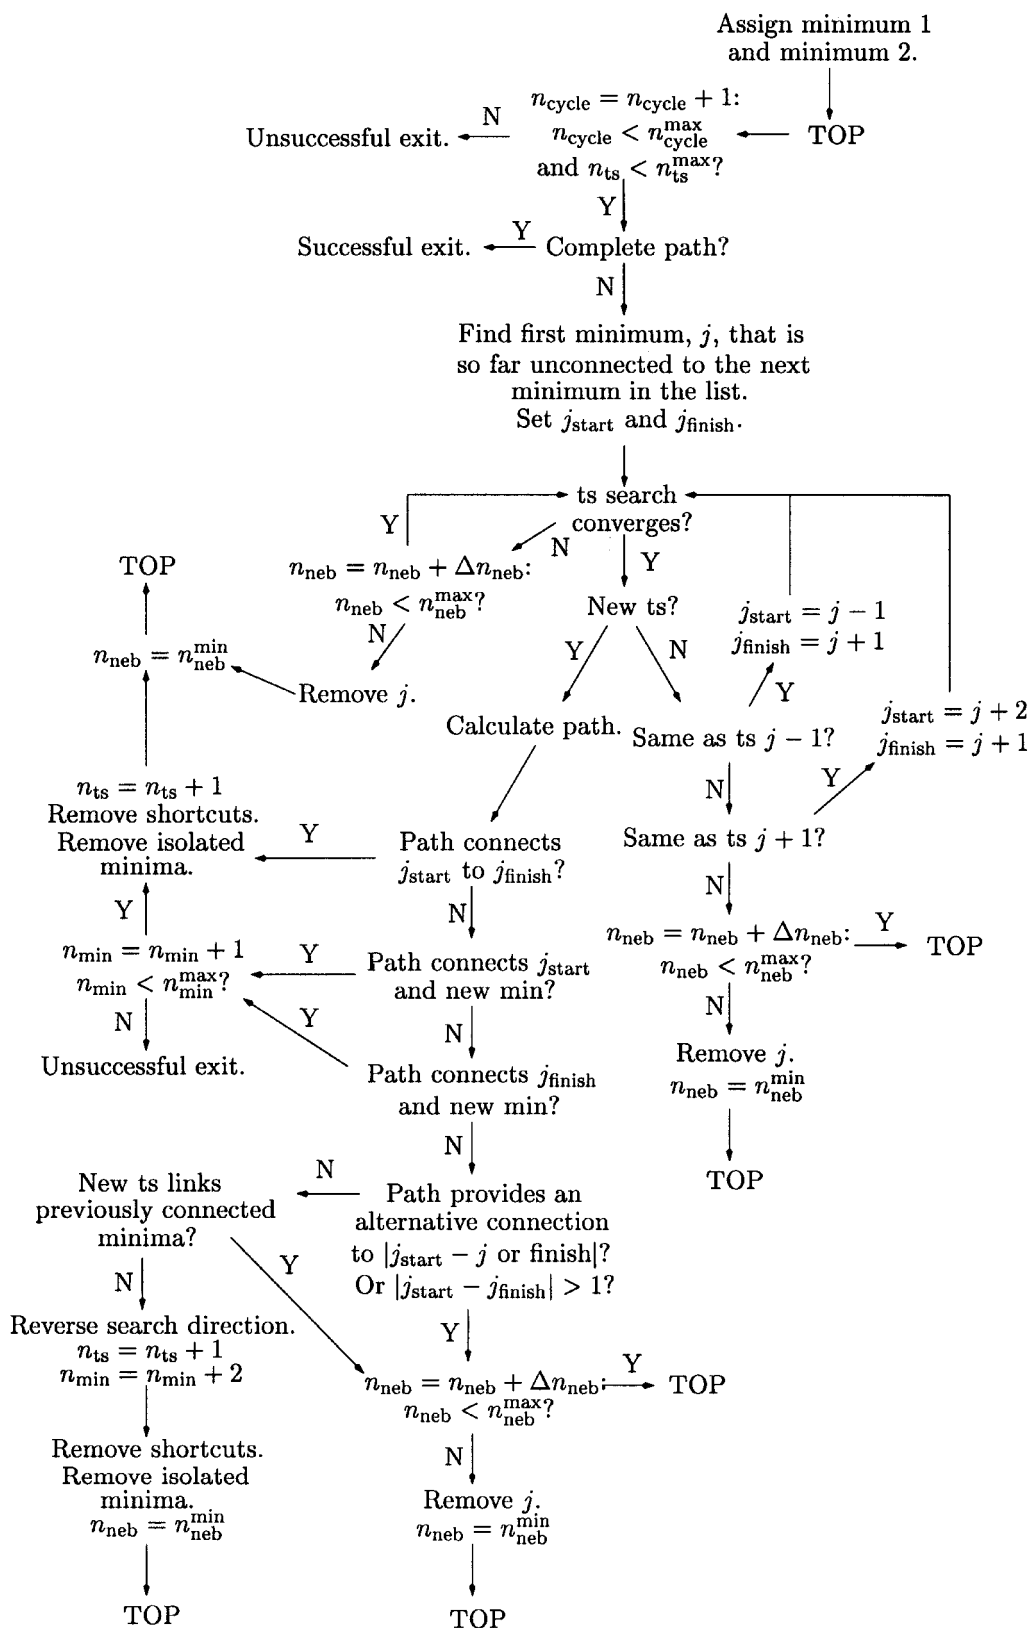 Assign minimum 1
and minimum 2.
TOP
n_cycle = n_cycle + 1:
n_cycle < n_cycle^max
and n_ts < n_ts^max?
N
Unsuccessful exit.
Y
Complete path?
Y
Successful exit.
N
Find first minimum, j, that is
so far unconnected to the next
minimum in the list.
Set j_start and j_finish.
ts search
converges?
Y
N
Y
n_neb = n_neb + Δn_neb:
n_neb < n_neb^max?
N
Remove j.
TOP
n_neb = n_neb^min
New ts?
Y
N
j_start = j − 1
j_finish = j + 1
Y
j_start = j + 2
j_finish = j + 1
Y
Calculate path.
Same as ts j − 1?
N
Same as ts j + 1?
N
n_neb = n_neb + Δn_neb:
n_neb < n_neb^max?
Y
TOP
N
Remove j.
n_neb = n_neb^min
TOP
n_ts = n_ts + 1
Remove shortcuts.
Remove isolated
minima.
Y
Path connects
j_start to j_finish?
Y
N
n_min = n_min + 1
n_min < n_min^max?
Y
Path connects j_start
and new min?
N
Unsuccessful exit.
Y
N
Path connects j_finish
and new min?
N
New ts links
previously connected
minima?
N
Path provides an
alternative connection
to |j_start − j or finish|?
Or |j_start − j_finish| > 1?
N
Y
Y
Reverse search direction.
n_ts = n_ts + 1
n_min = n_min + 2
n_neb = n_neb + Δn_neb:
n_neb < n_neb^max?
Y
TOP
N
Remove shortcuts.
Remove isolated
minima.
n_neb = n_neb^min
Remove j.
n_neb = n_neb^min
TOP
TOP